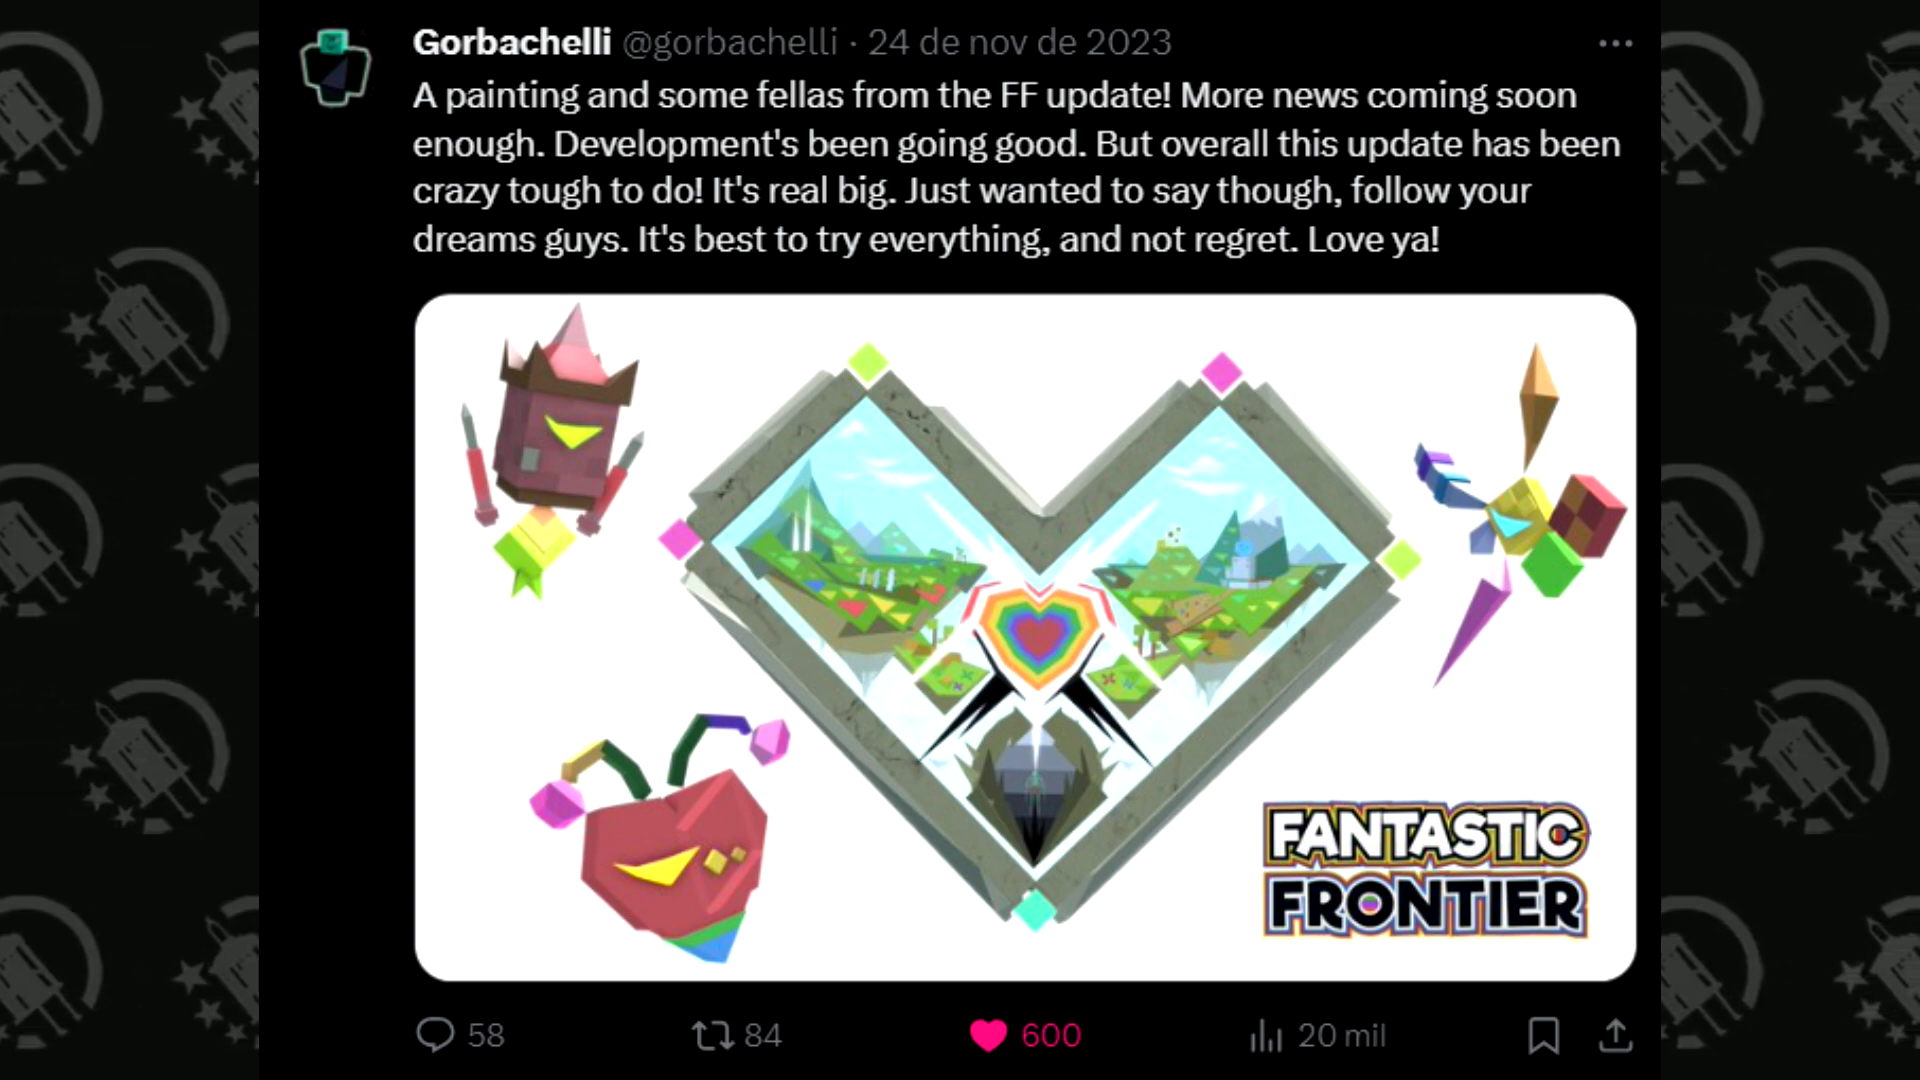 Gorbachelli @gorbachelli · 24 de nov de 2023
A painting and some fellas from the FF update! More news coming soon
enough. Development's been going good. But overall this update has been
crazy tough to do! It's real big. Just wanted to say though, follow your
dreams guys. It's best to try everything, and not regret. Love ya!
FANTASTIC
FRONTIER
58 84 600 20 mil